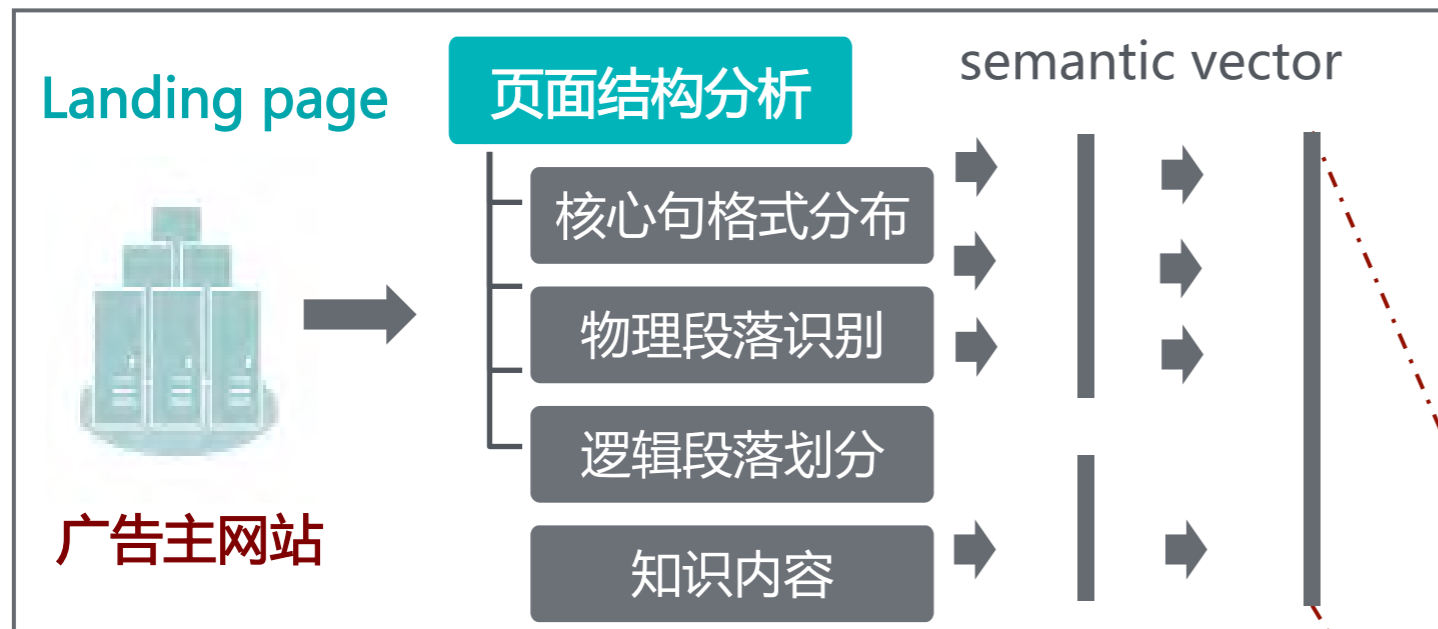 Landing page
页面结构分析
semantic vector
核心句格式分布
物理段落识别
逻辑段落划分
知识内容
广告主网站